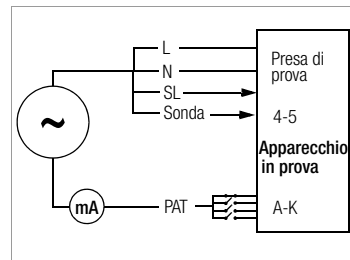 L
N
SL
Sonda
Presa di
prova
4-5
Apparecchio
in prova
~
mA
PAT
A-K